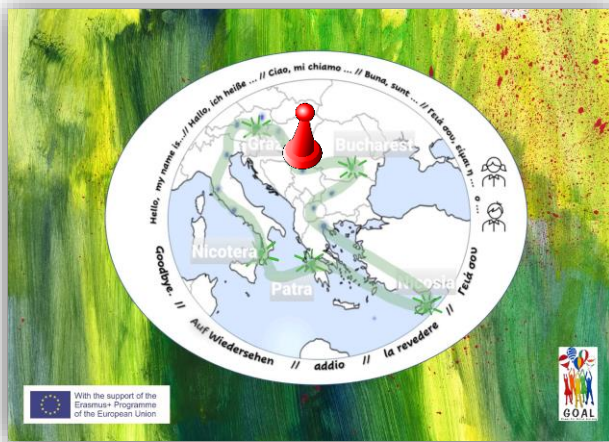 Hello, my name is...// Hallo, ich heiße ... // Ciao, mi chiamo ... // Buna, sunt ... // Γειά σου, είμαι η ... ο ...
Graz
Bucharest
Nicotera
Patra
Nicosia
Goodbye. // Auf Wiedersehen // addio // la revedere // Γειά σου
With the support of the
Erasmus+ Programme
of the European Union
GOAL